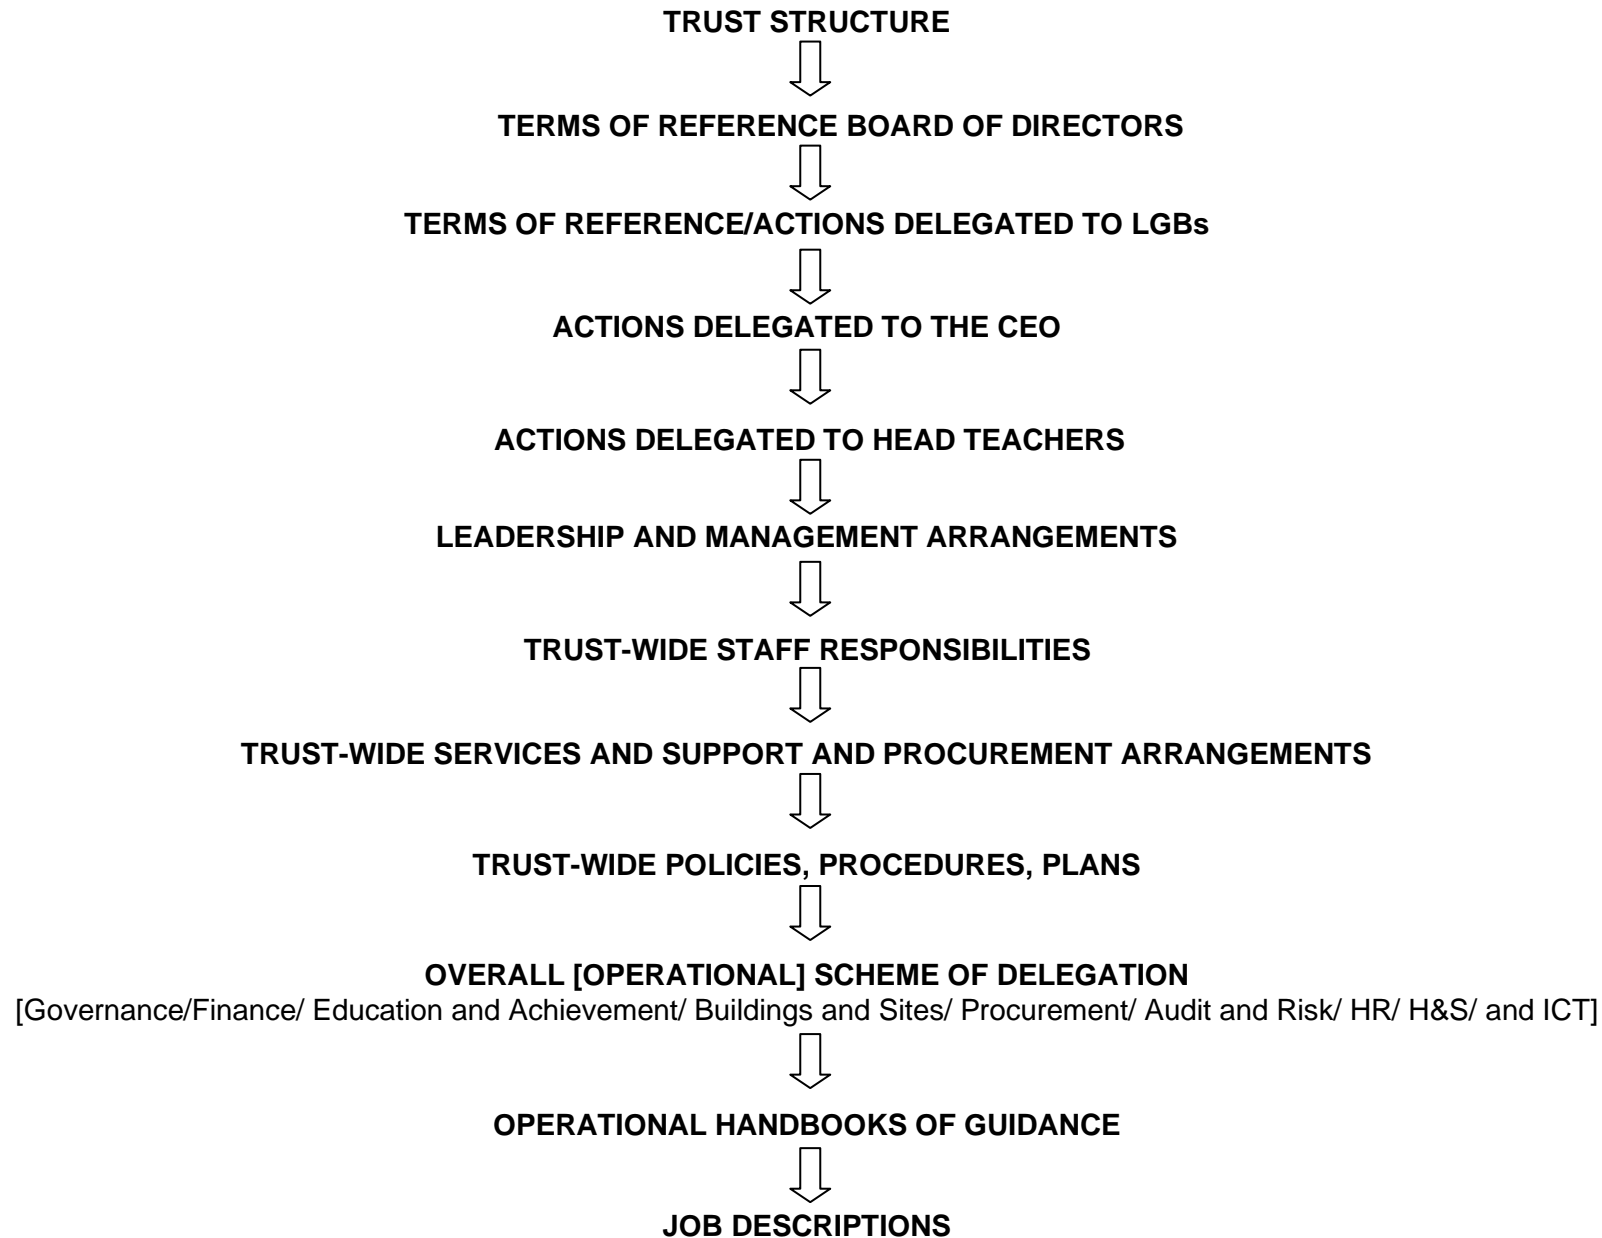 TRUST STRUCTURE
TERMS OF REFERENCE BOARD OF DIRECTORS
TERMS OF REFERENCE/ACTIONS DELEGATED TO LGBs
ACTIONS DELEGATED TO THE CEO
ACTIONS DELEGATED TO HEAD TEACHERS
LEADERSHIP AND MANAGEMENT ARRANGEMENTS
TRUST-WIDE STAFF RESPONSIBILITIES
TRUST-WIDE SERVICES AND SUPPORT AND PROCUREMENT ARRANGEMENTS
TRUST-WIDE POLICIES, PROCEDURES, PLANS
OVERALL [OPERATIONAL] SCHEME OF DELEGATION
[Governance/Finance/ Education and Achievement/ Buildings and Sites/ Procurement/ Audit and Risk/ HR/ H&S/ and ICT]
OPERATIONAL HANDBOOKS OF GUIDANCE
JOB DESCRIPTIONS